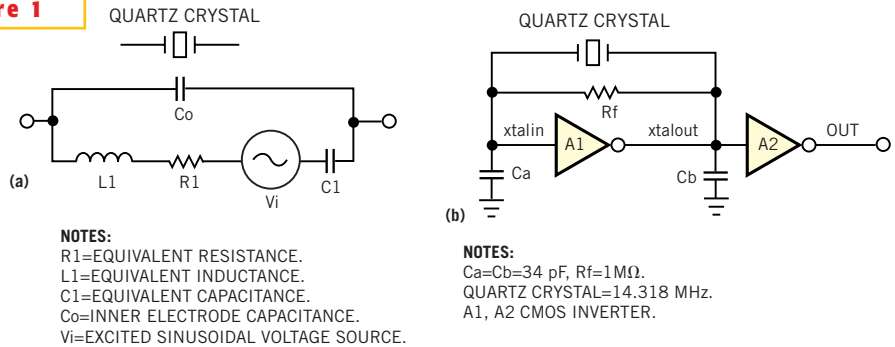 re 1
QUARTZ CRYSTAL
Co
L1
R1
Vi
C1
(a)
NOTES:
R1=EQUIVALENT RESISTANCE.
L1=EQUIVALENT INDUCTANCE.
C1=EQUIVALENT CAPACITANCE.
Co=INNER ELECTRODE CAPACITANCE.
Vi=EXCITED SINUSOIDAL VOLTAGE SOURCE.
QUARTZ CRYSTAL
Rf
xtalin
A1
xtalout
A2
OUT
Ca
Cb
(b)
NOTES:
Ca=Cb=34 pF, Rf=1MΩ.
QUARTZ CRYSTAL=14.318 MHz.
A1, A2 CMOS INVERTER.